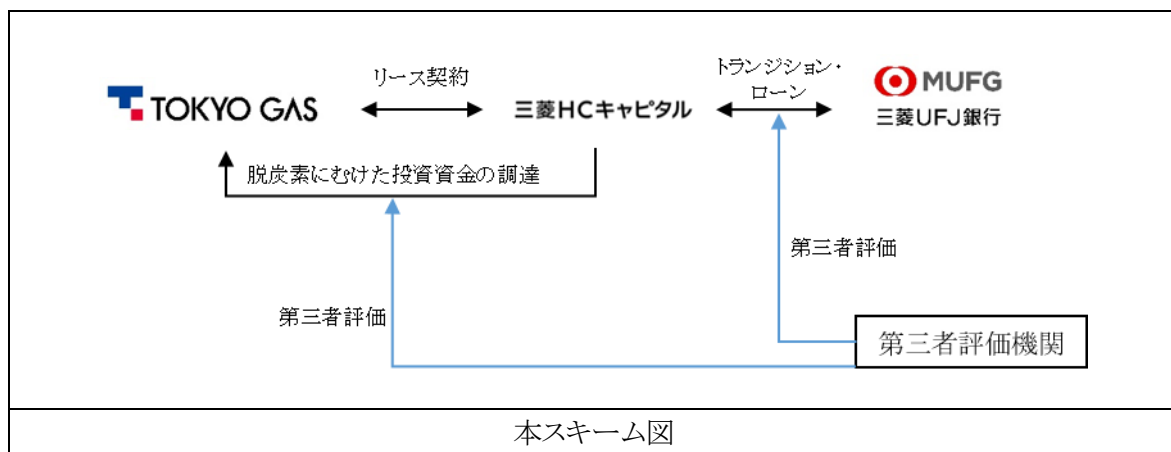 TOKYO GAS
リース契約
三菱HCキャピタル
トランジション・
ローン
MUFG
三菱UFJ銀行
脱炭素にむけた投資資金の調達
第三者評価
第三者評価
第三者評価機関
本スキーム図